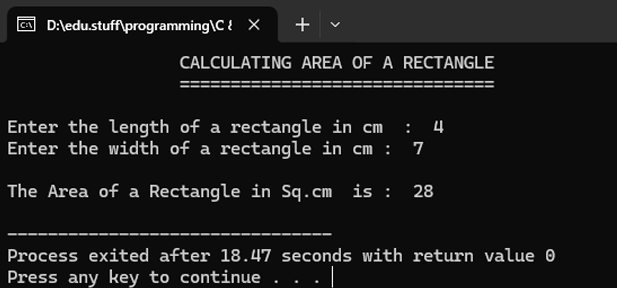 D:\edu.stuff\programming\C &
CALCULATING AREA OF A RECTANGLE
===============================
Enter the length of a rectangle in cm  :  4
Enter the width of a rectangle in cm :  7
The Area of a Rectangle in Sq.cm  is :  28
--------------------------------
Process exited after 18.47 seconds with return value 0
Press any key to continue . . .